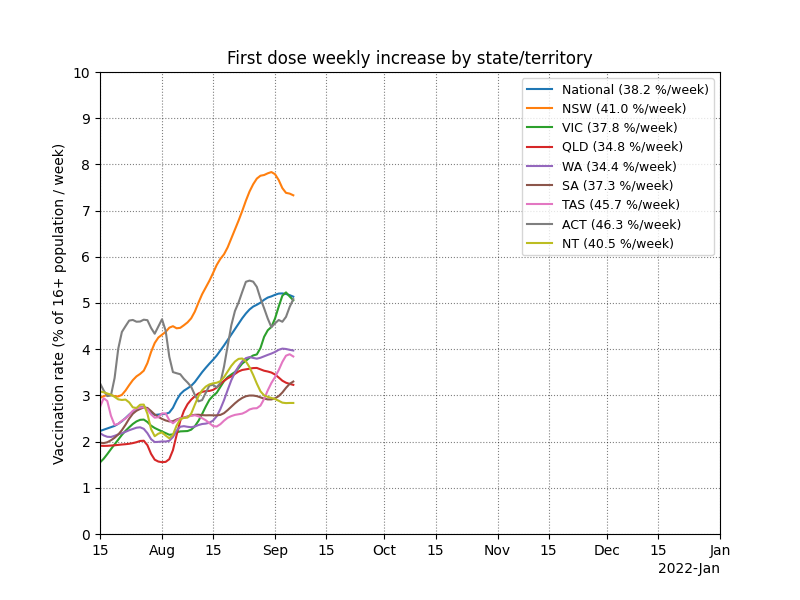 First dose weekly increase by state/territory
Vaccination rate (% of 16+ population / week)
10
9
8
7
6
5
4
3
2
1
0
National (38.2 %/week)
NSW (41.0 %/week)
VIC (37.8 %/week)
QLD (34.8 %/week)
WA (34.4 %/week)
SA (37.3 %/week)
TAS (45.7 %/week)
ACT (46.3 %/week)
NT (40.5 %/week)
15 Aug 15 Sep 15 Oct 15 Nov 15 Dec 15 Jan
2022-Jan